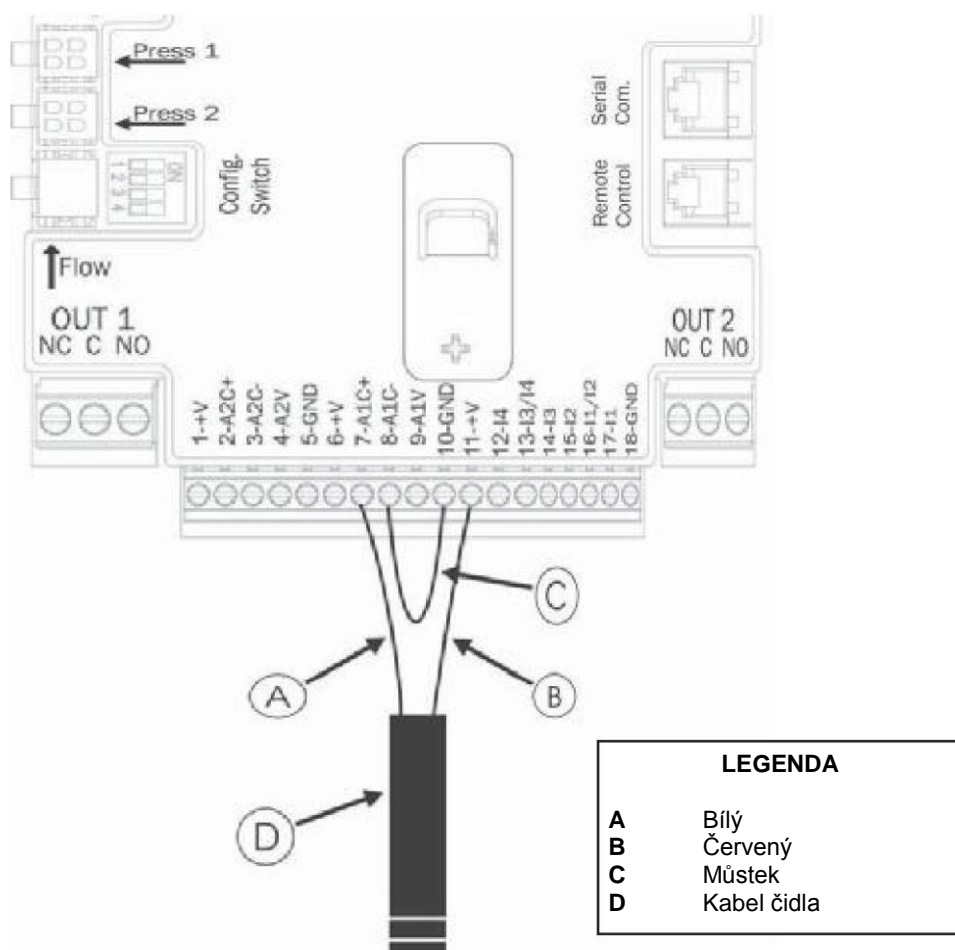 Press 1
Press 2
Config.
Switch
ON
1 2 3 4
Flow
Serial
Com.
Remote
Control
OUT 1
NC C NO
OUT 2
NC C NO
1-+V
2-A2C+
3-A2C-
4-A2V
5-GND
6-+V
7-A1C+
8-A1C-
9-A1V
10-GND
11-+V
12-I4
13-I3/I4
14-I3
15-I2
16-I1/I2
17-I1
18-GND
C
A
B
D
LEGENDA
A Bílý
B Červený
C Můstek
D Kabel čidla